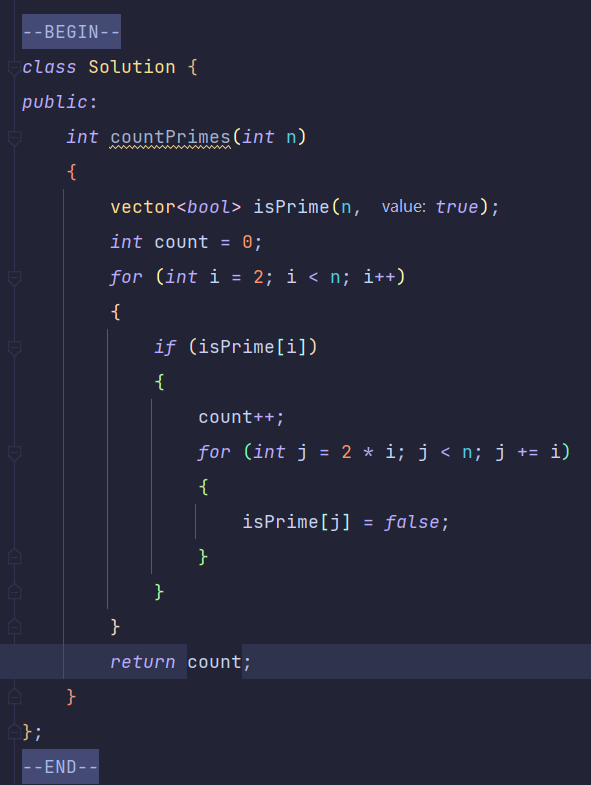 --BEGIN--
class Solution {
public:
    int countPrimes(int n)
    {
        vector<bool> isPrime(n, value: true);
        int count = 0;
        for (int i = 2; i < n; i++)
        {
            if (isPrime[i])
            {
                count++;
                for (int j = 2 * i; j < n; j += i)
                {
                    isPrime[j] = false;
                }
            }
        }
        return count;
    }
};
--END--